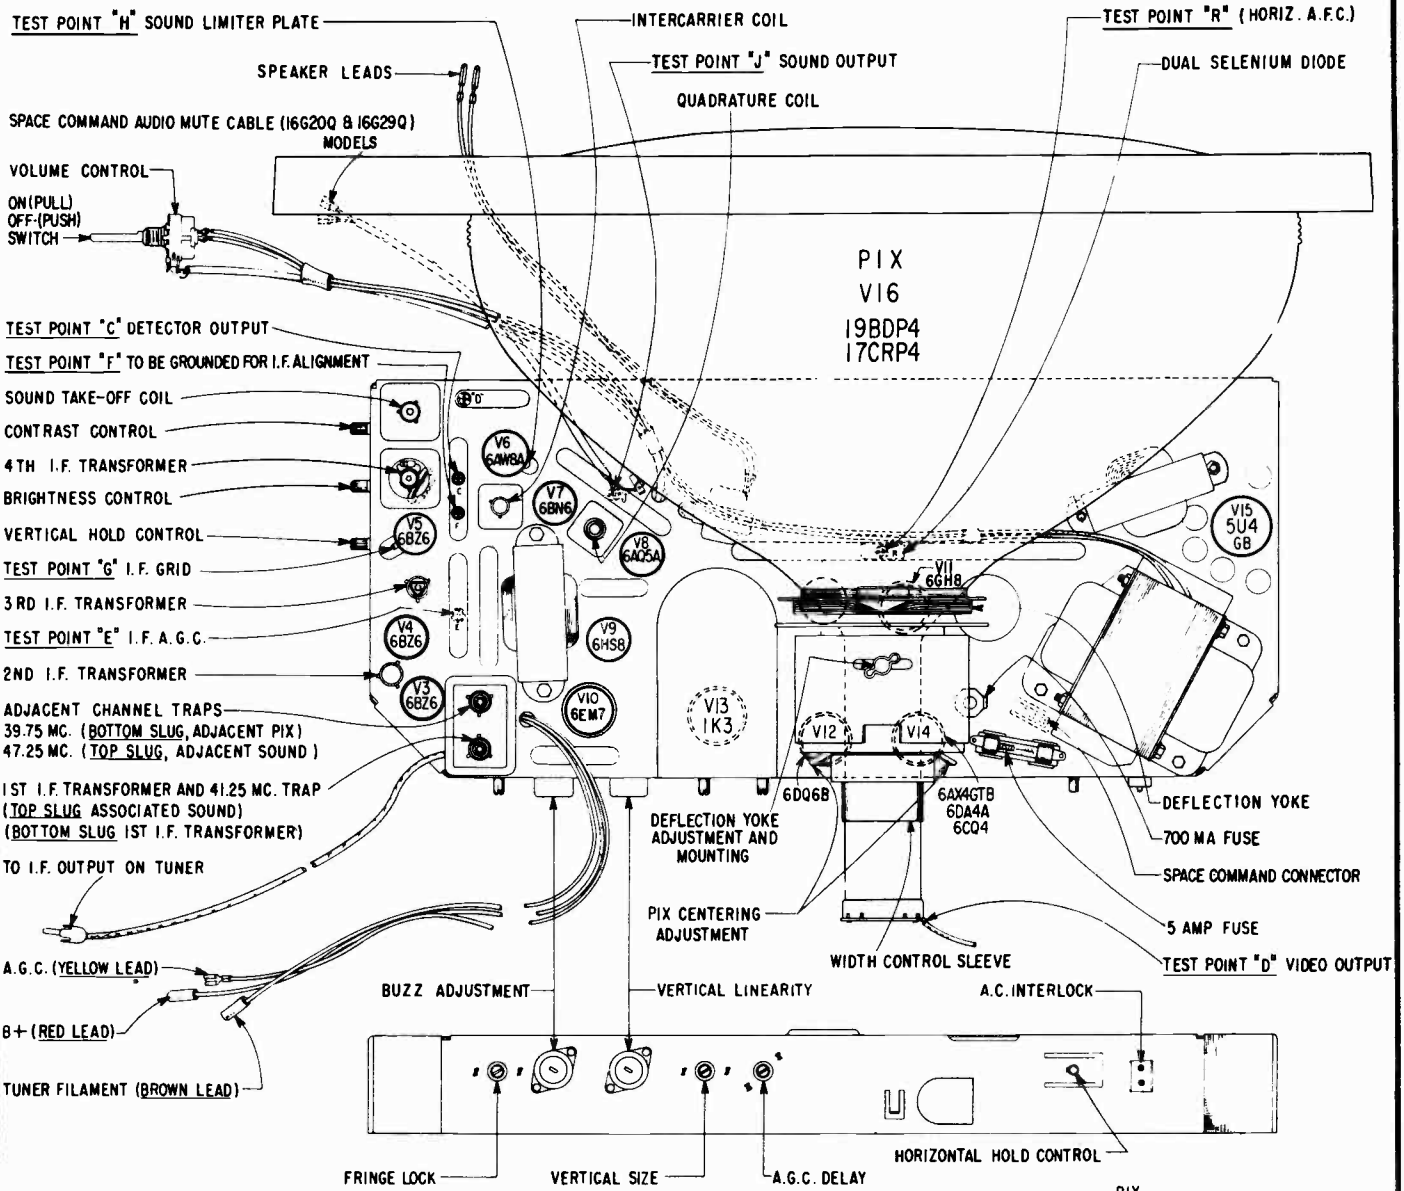 TEST POINT "H" SOUND LIMITER PLATE
INTERCARRIER COIL
TEST POINT "R" (HORIZ. A.F.C.)
SPEAKER LEADS
TEST POINT "J" SOUND OUTPUT
DUAL SELENIUM DIODE
QUADRATURE COIL
SPACE COMMAND AUDIO MUTE CABLE (16G20Q & 16G29Q)
MODELS
VOLUME CONTROL
ON(PULL)
OFF-(PUSH)
SWITCH
PIX
V16
19BDP4
17CRP4
TEST POINT "C" DETECTOR OUTPUT
TEST POINT "F" TO BE GROUNDED FOR I.F. ALIGNMENT
SOUND TAKE-OFF COIL
CONTRAST CONTROL
4TH I.F. TRANSFORMER
BRIGHTNESS CONTROL
VERTICAL HOLD CONTROL
TEST POINT "G" I.F. GRID
3RD I.F. TRANSFORMER
TEST POINT "E" I.F. A.G.C.
2ND I.F. TRANSFORMER
ADJACENT CHANNEL TRAPS
39.75 MC. (BOTTOM SLUG, ADJACENT PIX)
47.25 MC. (TOP SLUG, ADJACENT SOUND)
1ST I.F. TRANSFORMER AND 41.25 MC. TRAP
(TOP SLUG ASSOCIATED SOUND)
(BOTTOM SLUG 1ST I.F. TRANSFORMER)
TO I.F. OUTPUT ON TUNER
A.G.C. (YELLOW LEAD)
B+ (RED LEAD)
TUNER FILAMENT (BROWN LEAD)
"D"
C
F
E
R
V6
6AW8A
V7
6BN6
V5
6BZ6
V8
6AQ5A
V4
6BZ6
V9
6HS8
V3
6BZ6
V10
6EM7
V13
1K3
V11
6GH8
V15
5U4
GB
V12
V14
6DQ6B
6AX4GTB
6DA4A
6CQ4
DEFLECTION YOKE
ADJUSTMENT AND
MOUNTING
PIX CENTERING
ADJUSTMENT
WIDTH CONTROL SLEEVE
DEFLECTION YOKE
700 MA FUSE
SPACE COMMAND CONNECTOR
5 AMP FUSE
TEST POINT "D" VIDEO OUTPUT
BUZZ ADJUSTMENT
VERTICAL LINEARITY
A.C. INTERLOCK
FRINGE LOCK
VERTICAL SIZE
A.G.C. DELAY
HORIZONTAL HOLD CONTROL